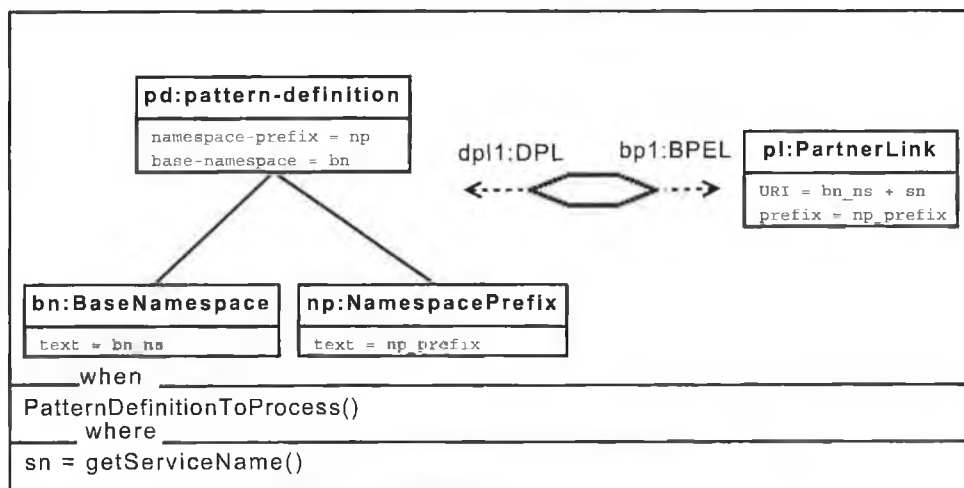 pd:pattern-definition
namespace-prefix = np
base-namespace = bn
dpl1:DPL
bp1:BPEL
pl:PartnerLink
URI = bn_ns + sn
prefix = np_prefix
bn:BaseNamespace
text = bn_ns
np:NamespacePrefix
text = np_prefix
when
PatternDefinitionToProcess()
where
sn = getServiceName()